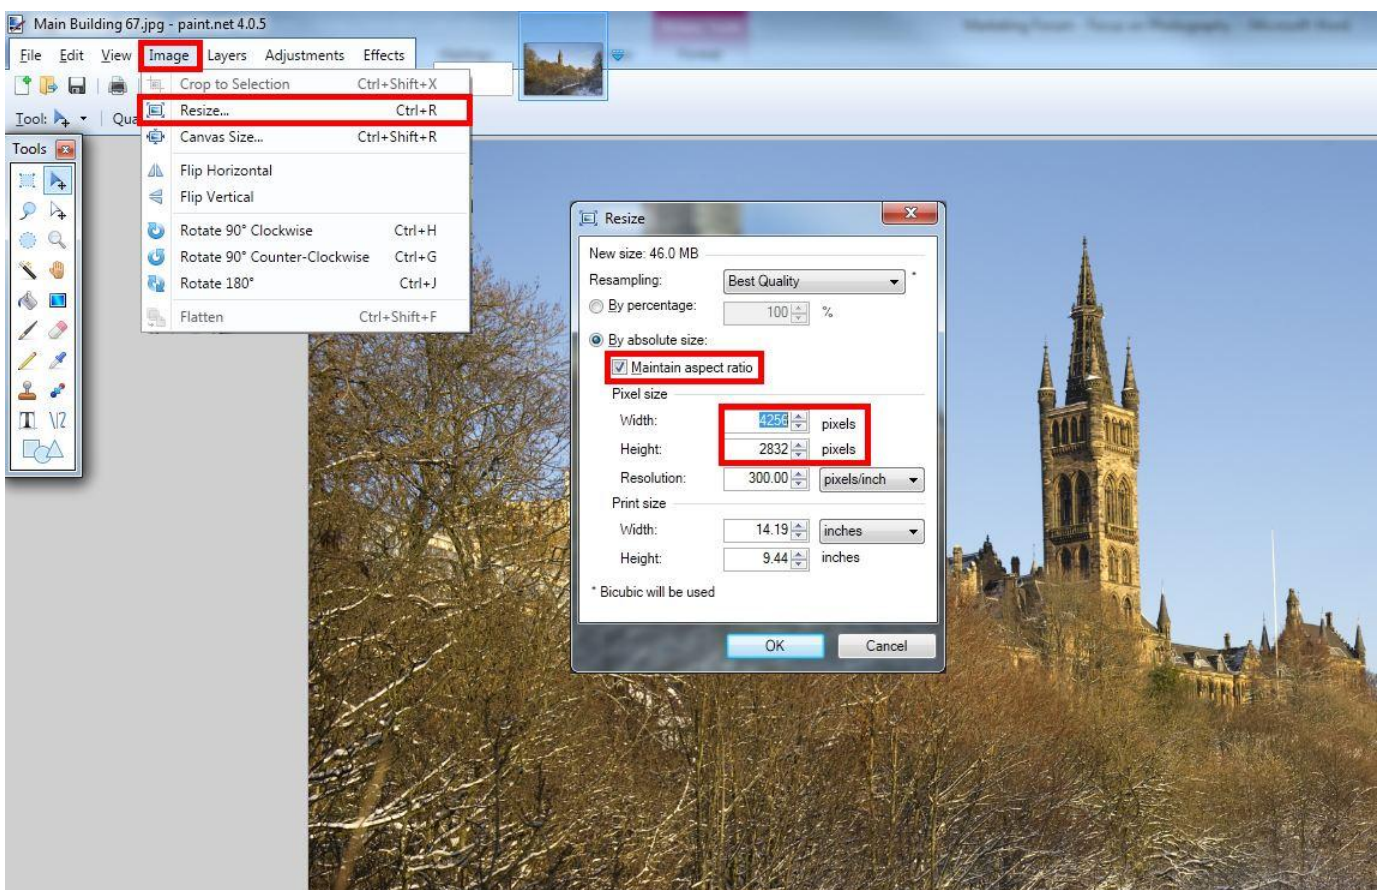 Main Building 67.jpg - paint.net 4.0.5
File Edit View Image Layers Adjustments Effects
Crop to Selection Ctrl+Shift+X
Resize... Ctrl+R
Tool: Qua
Canvas Size... Ctrl+Shift+R
Tools
Flip Horizontal
Flip Vertical
Rotate 90° Clockwise Ctrl+H
Rotate 90° Counter-Clockwise Ctrl+G
Rotate 180° Ctrl+J
Flatten Ctrl+Shift+F
Resize
New size: 46.0 MB
Resampling: Best Quality *
By percentage: 100 %
By absolute size:
Maintain aspect ratio
Pixel size
Width: 4256 pixels
Height: 2832 pixels
Resolution: 300.00 pixels/inch
Print size
Width: 14.19 inches
Height: 9.44 inches
* Bicubic will be used
OK Cancel